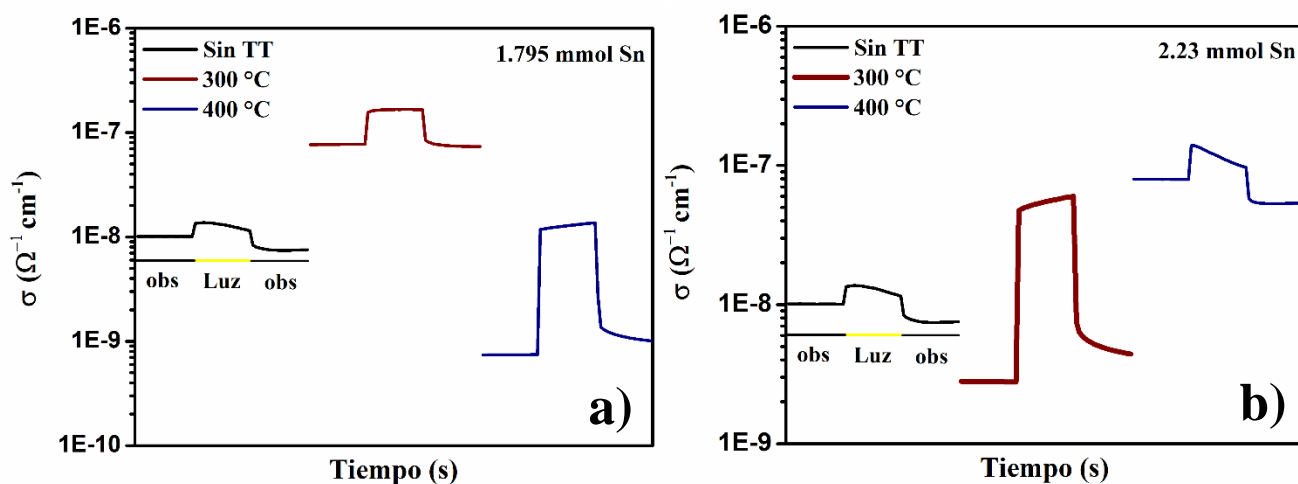 1E-6
1E-7
1E-8
1E-9
1E-10
σ (Ω⁻¹ cm⁻¹)
Sin TT
300 °C
400 °C
1.795 mmol Sn
obs Luz obs
a)
Tiempo (s)
1E-6
1E-7
1E-8
1E-9
σ (Ω⁻¹ cm⁻¹)
Sin TT
300 °C
400 °C
2.23 mmol Sn
obs Luz obs
b)
Tiempo (s)